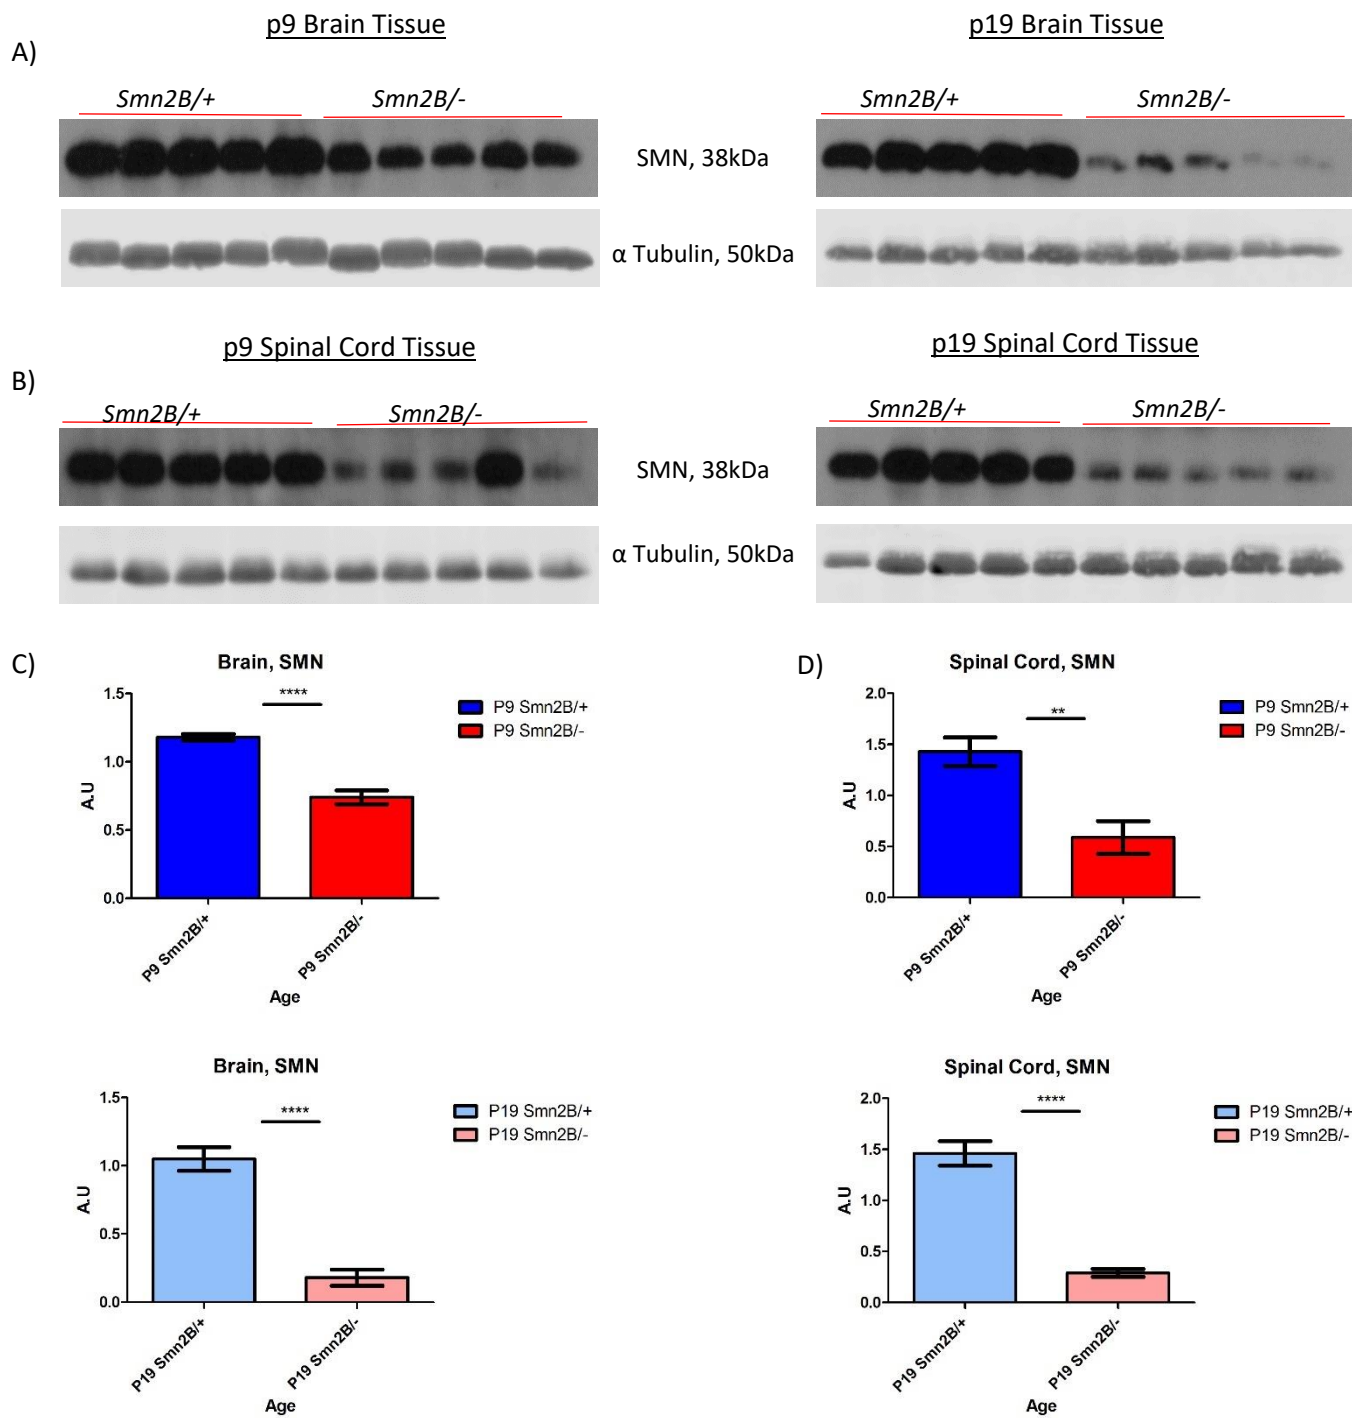 p9 Brain Tissue
p19 Brain Tissue
A)
Smn2B/+
Smn2B/-
Smn2B/+
Smn2B/-
SMN, 38kDa
α Tubulin, 50kDa
p9 Spinal Cord Tissue
p19 Spinal Cord Tissue
B)
Smn2B/+
Smn2B/-
Smn2B/+
Smn2B/-
SMN, 38kDa
α Tubulin, 50kDa
C)
Brain, SMN
1.5
1.0
0.5
0.0
A.U
****
P9 Smn2B/+
P9 Smn2B/-
P9 Smn2B/+
P9 Smn2B/-
Age
D)
Spinal Cord, SMN
2.0
1.5
1.0
0.5
0.0
A.U
**
P9 Smn2B/+
P9 Smn2B/-
P9 Smn2B/+
P9 Smn2B/-
Age
Brain, SMN
1.5
1.0
0.5
0.0
A.U
****
P19 Smn2B/+
P19 Smn2B/-
P19 Smn2B/+
P19 Smn2B/-
Age
Spinal Cord, SMN
2.0
1.5
1.0
0.5
0.0
A.U
****
P19 Smn2B/+
P19 Smn2B/-
P19 Smn2B/+
P19 Smn2B/-
Age